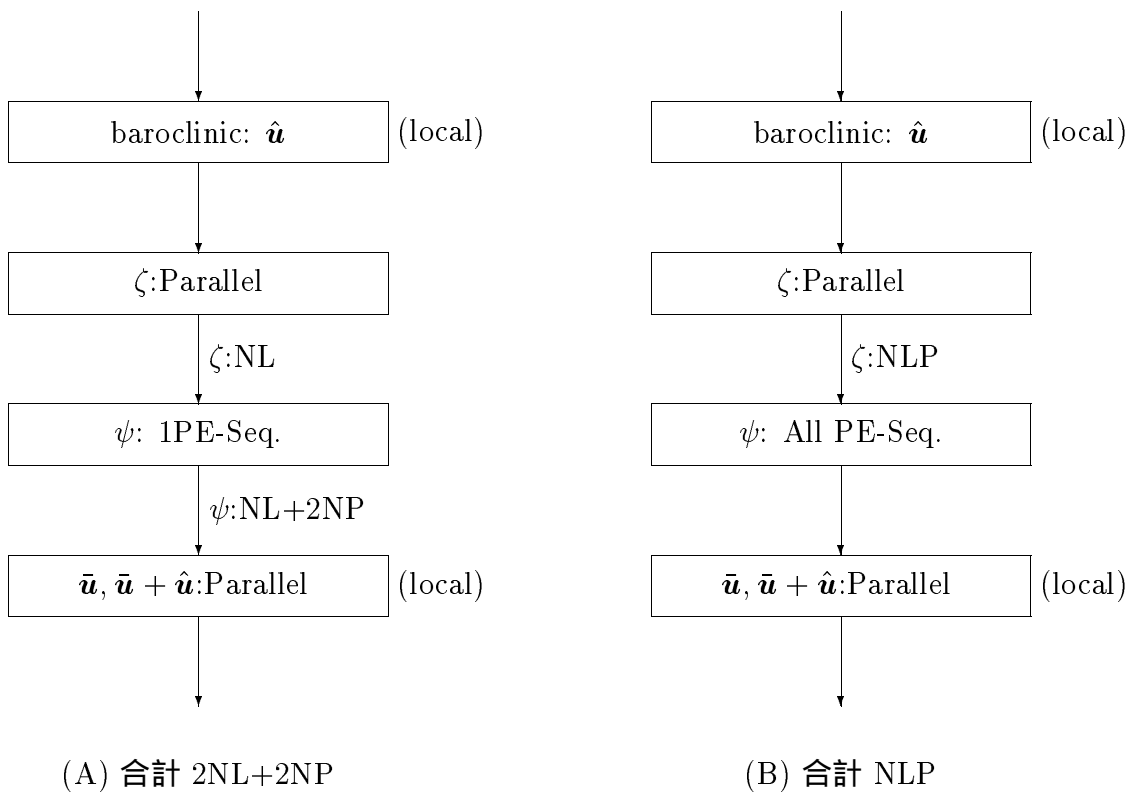 baroclinic: û (local)
ζ:Parallel
ζ:NL
ψ: 1PE-Seq.
ψ:NL+2NP
ū, ū + û:Parallel (local)
(A) 合計 2NL+2NP
baroclinic: û (local)
ζ:Parallel
ζ:NLP
ψ: All PE-Seq.
ū, ū + û:Parallel (local)
(B) 合計 NLP